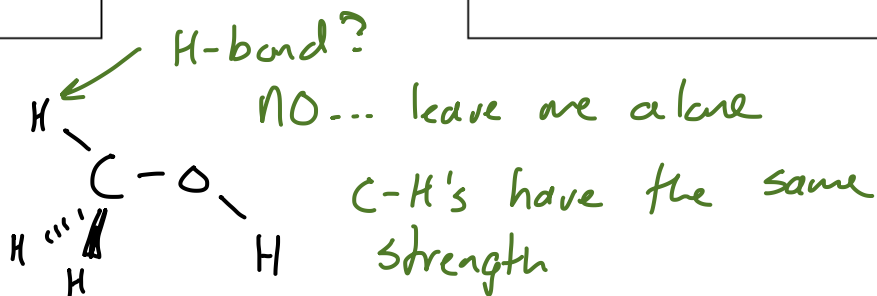 H-bond?
NO... leave me alone
H
C - O
C-H's have the same
H
H
H
strength